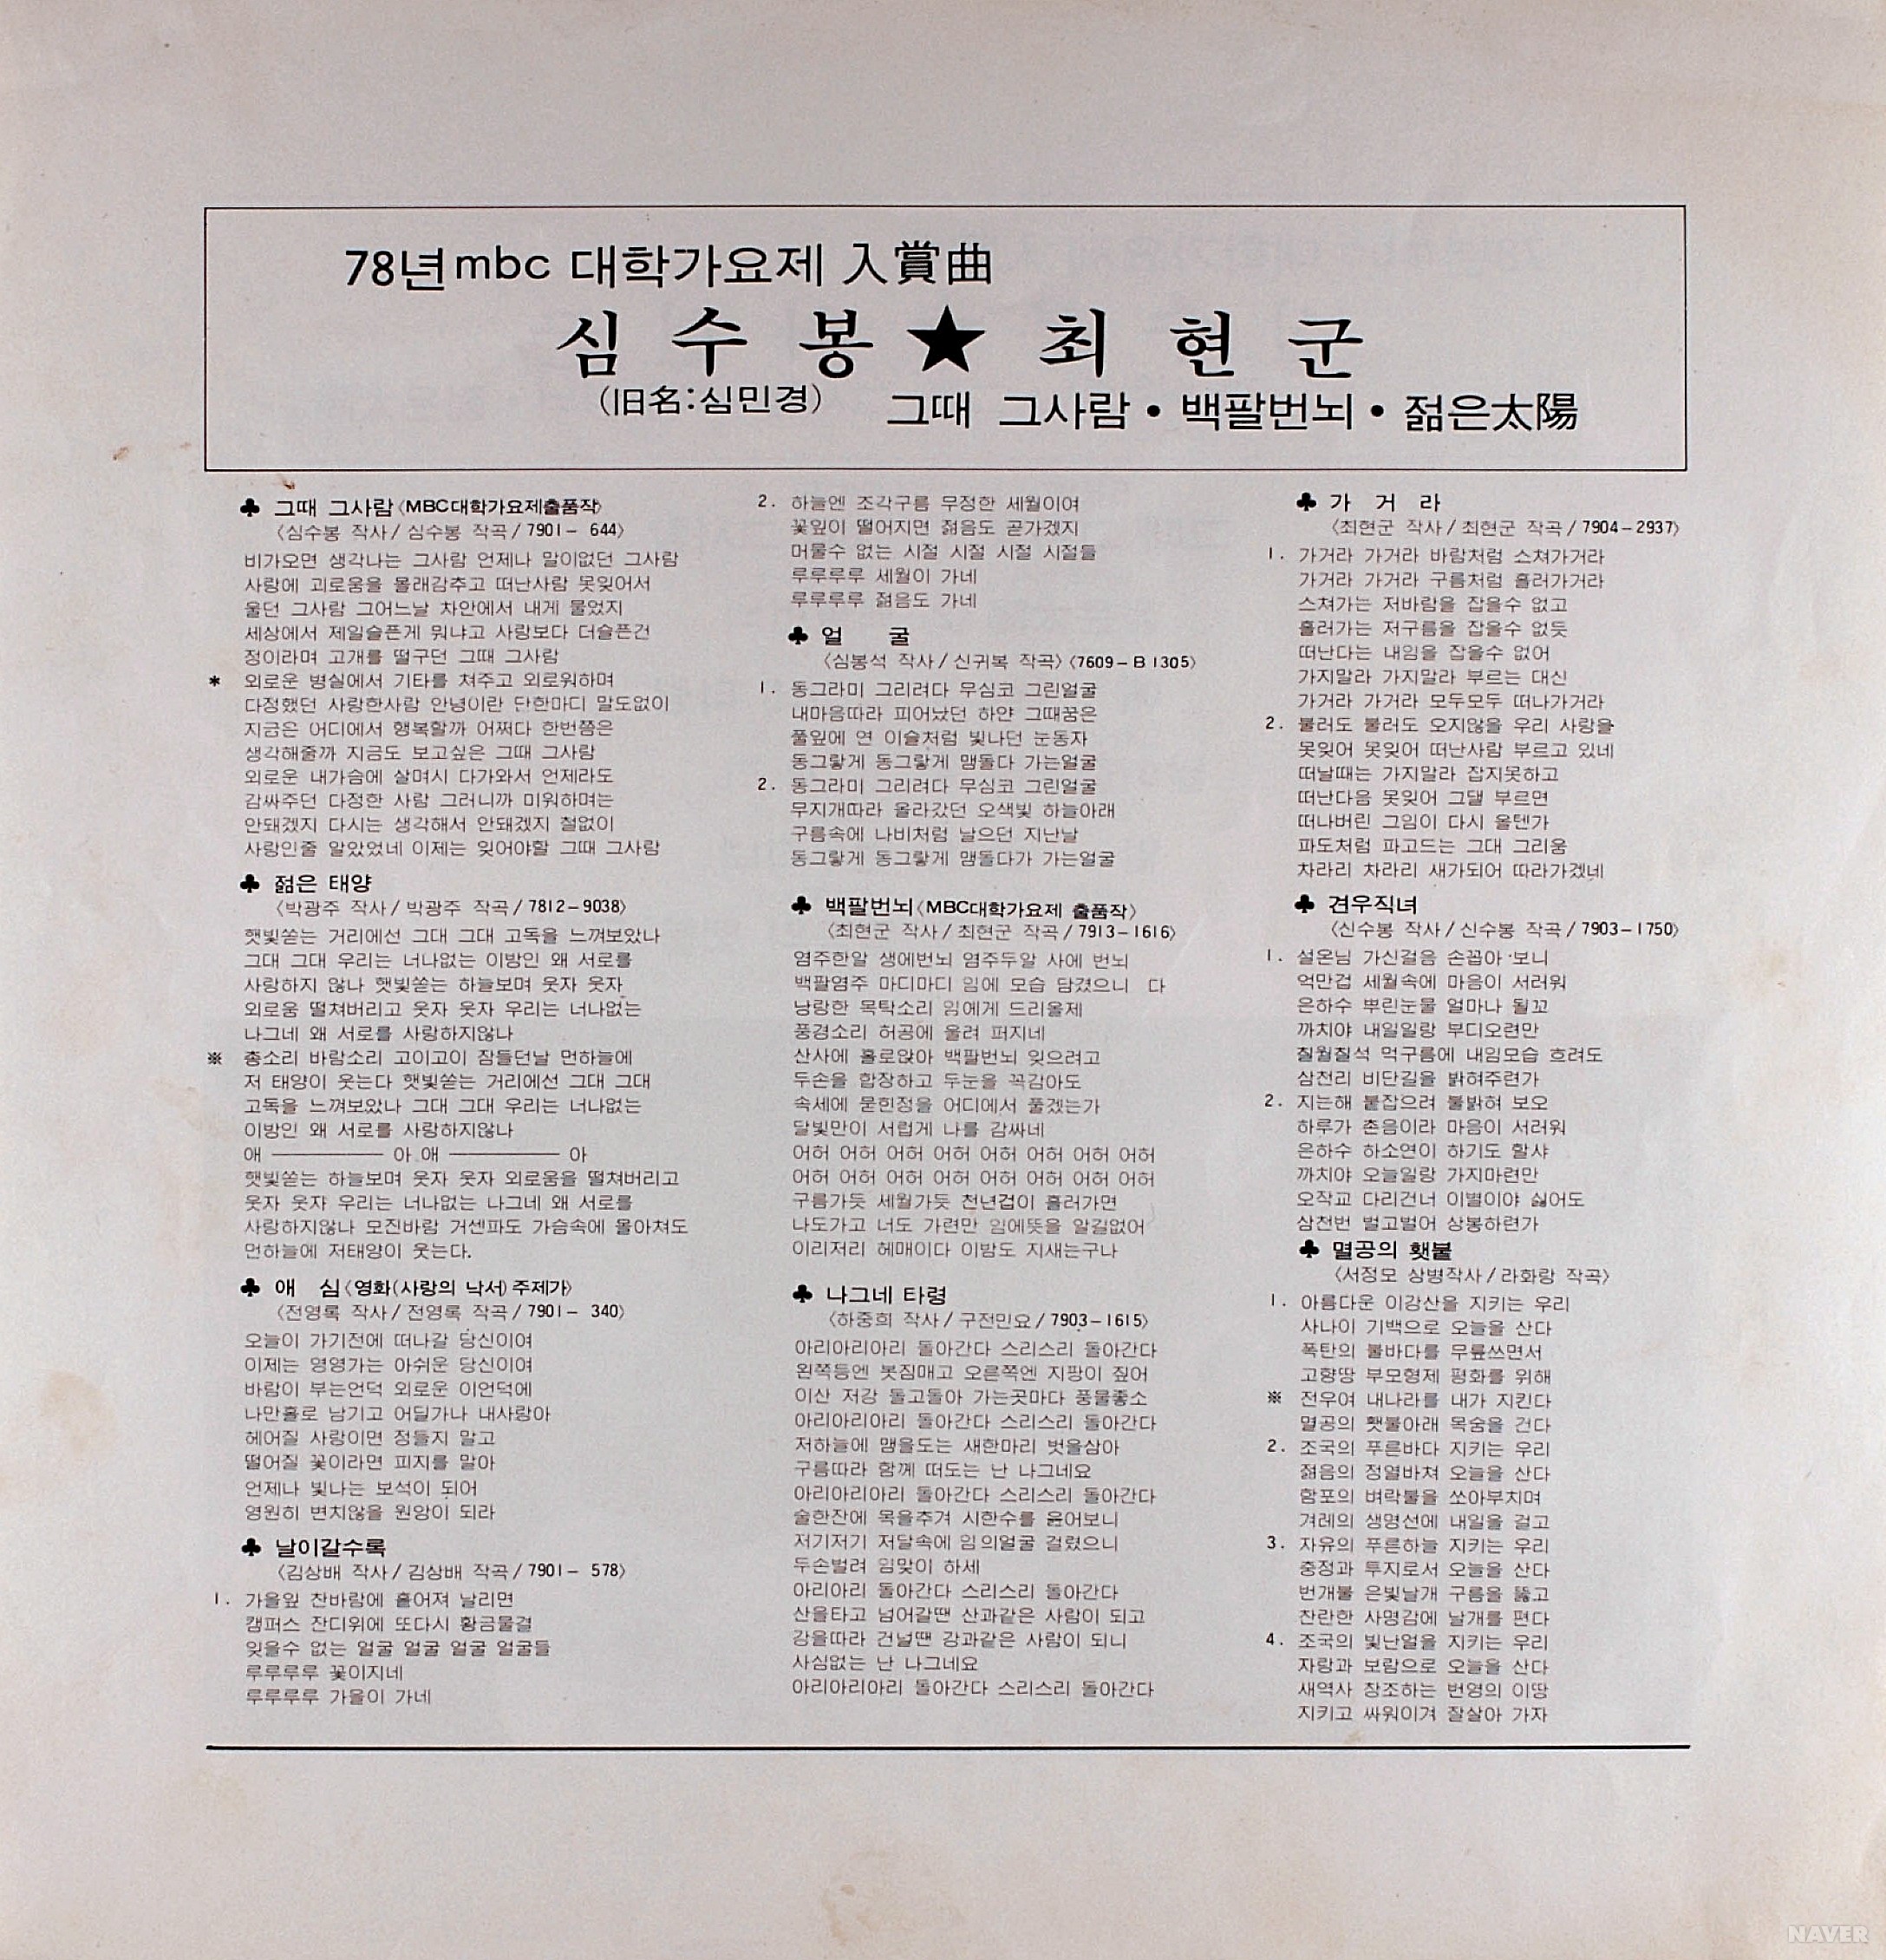 78년 mbc 대학가요제 入賞曲
심 수 봉 ★ 최 현 군
(旧名:심민경)
그때 그사람 • 백팔번뇌 • 젊은太陽
♣ 그때 그사람〈MBC대학가요제출품작〉
〈심수봉 작사/심수봉 작곡/7901- 644〉
비가오면 생각나는 그사람 언제나 말이없던 그사람
사랑에 괴로움을 몰래감추고 떠난사람 못잊어서
울던 그사람 그어느날 차안에서 내게 물었지
세상에서 제일슬픈게 뭐냐고 사랑보다 더슬픈건
정이라며 고개를 떨구던 그때 그사람
* 외로운 병실에서 기타를 쳐주고 외로워하며
다정했던 사랑한사람 안녕이란 단한마디 말도없이
지금은 어디에서 행복할까 어쩌다 한번쯤은
생각해줄까 지금도 보고싶은 그때 그사람
외로운 내가슴에 살며시 다가와서 언제라도
감싸주던 다정한 사람 그러니까 미워하며는
안돼겠지 다시는 생각해서 안돼겠지 철없이
사랑인줄 알았었네 이제는 잊어야할 그때 그사람
♣ 젊은 태양
〈박광주 작사/박광주 작곡/7812-9038〉
햇빛쏟는 거리에선 그대 그대 고독을 느껴보았나
그대 그대 우리는 너나없는 이방인 왜 서로를
사랑하지 않나 햇빛쏟는 하늘보며 웃자 웃자
외로움 떨쳐버리고 웃자 웃자 우리는 너나없는
나그네 왜 서로를 사랑하지않나
※ 총소리 바람소리 고이고이 잠들던날 먼하늘에
저 태양이 웃는다 햇빛쏟는 거리에선 그대 그대
고독을 느껴보았나 그대 그대 우리는 너나없는
이방인 왜 서로를 사랑하지않나
애 ――― 아 애 ――― 아
햇빛쏟는 하늘보며 웃자 웃자 외로움을 떨쳐버리고
웃자 웃쟈 우리는 너나없는 나그네 왜 서로를
사랑하지않나 모진바람 거센파도 가슴속에 몰아쳐도
먼하늘에 저태양이 웃는다.
♣ 애 심〈영화(사랑의 낙서)주제가〉
〈전영록 작사/전영록 작곡/7901- 340〉
오늘이 가기전에 떠나갈 당신이여
이제는 영영가는 아쉬운 당신이여
바람이 부는언덕 외로운 이언덕에
나만홀로 남기고 어딜가나 내사랑아
헤어질 사랑이면 정들지 말고
떨어질 꽃이라면 피지를 말아
언제나 빛나는 보석이 되어
영원히 변치않을 원앙이 되라
♣ 날이갈수록
〈김상배 작사/김상배 작곡/7901- 578〉
1. 가을잎 찬바람에 흩어져 날리면
캠퍼스 잔디위에 또다시 황금물결
잊을수 없는 얼굴 얼굴 얼굴 얼굴들
루루루루 꽃이지네
루루루루 가을이 가네
2. 하늘엔 조각구름 무정한 세월이여
꽃잎이 떨어지면 젊음도 곧가겠지
머물수 없는 시절 시절 시절 시절들
루루루루 세월이 가네
루루루루 젊음도 가네
♣ 얼 굴
〈심봉석 작사/신귀복 작곡〉〈7609-B 1305〉
1. 동그라미 그리려다 무심코 그린얼굴
내마음따라 피어났던 하얀 그때꿈은
풀잎에 연 이슬처럼 빛나던 눈동자
동그랗게 동그랗게 맴돌다 가는얼굴
2. 동그라미 그리려다 무심코 그린얼굴
무지개따라 올라갔던 오색빛 하늘아래
구름속에 나비처럼 날으던 지난날
동그랗게 동그랗게 맴돌다가 가는얼굴
♣ 백팔번뇌〈MBC대학가요제 출품작〉
〈최현군 작사/최현군 작곡/7913-1616〉
염주한알 생에번뇌 염주두알 사에 번뇌
백팔염주 마디마디 임에 모습 담겼으니 다
낭랑한 목탁소리 임에게 드리올제
풍경소리 허공에 울려 퍼지네
산사에 홀로앉아 백팔번뇌 잊으려고
두손을 합장하고 두눈을 꼭감아도
속세에 묻힌정을 어디에서 풀겠는가
달빛만이 서럽게 나를 감싸네
어허 어허 어허 어허 어허 어허 어허 어허
어허 어허 어허 어허 어허 어허 어허 어허
구름가듯 세월가듯 천년겁이 흘러가면
나도가고 너도 가련만 임에뜻을 알길없어
이리저리 헤매이다 이밤도 지새는구나
♣ 나그네 타령
〈하중희 작사/구전민요/7903-1615〉
아리아리아리 돌아간다 스리스리 돌아간다
왼쪽등엔 봇짐매고 오른쪽엔 지팡이 짚어
이산 저강 돌고돌아 가는곳마다 풍물좋소
아리아리아리 돌아간다 스리스리 돌아간다
저하늘에 맴을도는 새한마리 벗을삼아
구름따라 함께 떠도는 난 나그네요
아리아리아리 돌아간다 스리스리 돌아간다
술한잔에 목을추겨 시한수를 읊어보니
저기저기 저달속에 임의얼굴 걸렸으니
두손벌려 임맞이 하세
아리아리 돌아간다 스리스리 돌아간다
산을타고 넘어갈땐 산과같은 사람이 되고
강을따라 건널땐 강과같은 사람이 되니
사심없는 난 나그네요
아리아리아리 돌아간다 스리스리 돌아간다
♣ 가 거 라
〈최현군 작사/최현군 작곡/7904-2937〉
1. 가거라 가거라 바람처럼 스쳐가거라
가거라 가거라 구름처럼 흘러가거라
스쳐가는 저바람을 잡을수 없고
흘러가는 저구름을 잡을수 없듯
떠난다는 내임을 잡을수 없어
가지말라 가지말라 부르는 대신
가거라 가거라 모두모두 떠나가거라
2. 불러도 불러도 오지않을 우리 사랑을
못잊어 못잊어 떠난사람 부르고 있네
떠날때는 가지말라 잡지못하고
떠난다음 못잊어 그댈 부르면
떠나버린 그임이 다시 올텐가
파도처럼 파고드는 그대 그리움
차라리 차라리 새가되어 따라가겠네
♣ 견우직녀
〈신수봉 작사/신수봉 작곡/7903-1750〉
1. 설운님 가신걸음 손꼽아 보니
억만겁 세월속에 마음이 서러워
은하수 뿌린눈물 얼마나 될꼬
까치야 내일일랑 부디오련만
칠월칠석 먹구름에 내임모습 흐려도
삼천리 비단길을 밝혀주련가
2. 지는해 붙잡으려 불밝혀 보오
하루가 촌음이라 마음이 서러워
은하수 하소연이 하기도 할샤
까치야 오늘일랑 가지마련만
오작교 다리건너 이별이야 싫어도
삼천번 벌고벌어 상봉하련가
♣ 멸공의 횃불
〈서정모 상병작사/라화랑 작곡〉
1. 아름다운 이강산을 지키는 우리
사나이 기백으로 오늘을 산다
폭탄의 불바다를 무릎쓰면서
고향땅 부모형제 평화를 위해
※ 전우여 내나라를 내가 지킨다
멸공의 횃불아래 목숨을 건다
2. 조국의 푸른바다 지키는 우리
젊음의 정열바쳐 오늘을 산다
함포의 벼락불을 쏘아부치며
겨레의 생명선에 내일을 걸고
3. 자유의 푸른하늘 지키는 우리
충정과 투지로서 오늘을 산다
번개불 은빛날개 구름을 뚫고
찬란한 사명감에 날개를 편다
4. 조국의 빛난얼을 지키는 우리
자랑과 보람으로 오늘을 산다
새역사 창조하는 번영의 이땅
지키고 싸워이겨 잘살아 가자
NAVER